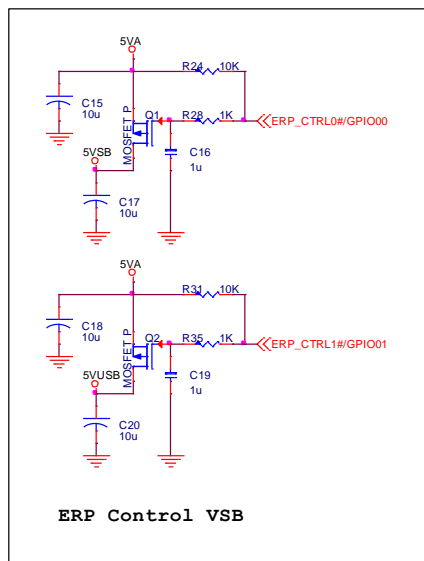 5VA
R24 10K
C15
10u
Q1
R28 1K
ERP_CTRL0#/GPIO00
MOSFET P
5VSB
C16
1u
C17
10u
5VA
R31 10K
C18
10u
Q2
R35 1K
ERP_CTRL1#/GPIO01
MOSFET P
5VUSB
C19
1u
C20
10u
ERP Control VSB